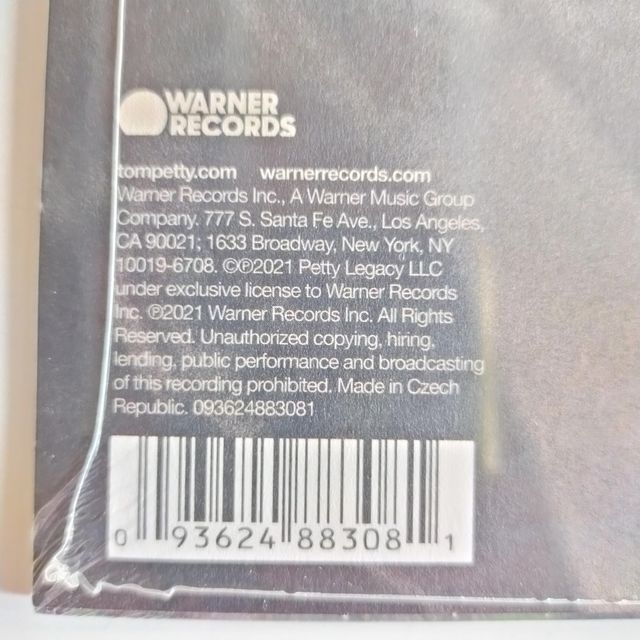 WARNER
RECORDS
tompetty.com warnerrecords.com
Warner Records Inc., A Warner Music Group
Company. 777 S. Santa Fe Ave., Los Angeles,
CA 90021; 1633 Broadway, New York, NY
10019-6708. ©℗2021 Petty Legacy LLC
under exclusive license to Warner Records
Inc. ℗2021 Warner Records Inc. All Rights
Reserved. Unauthorized copying, hiring,
lending, public performance and broadcasting
of this recording prohibited. Made in Czech
Republic. 093624883081
0 93624 88308 1